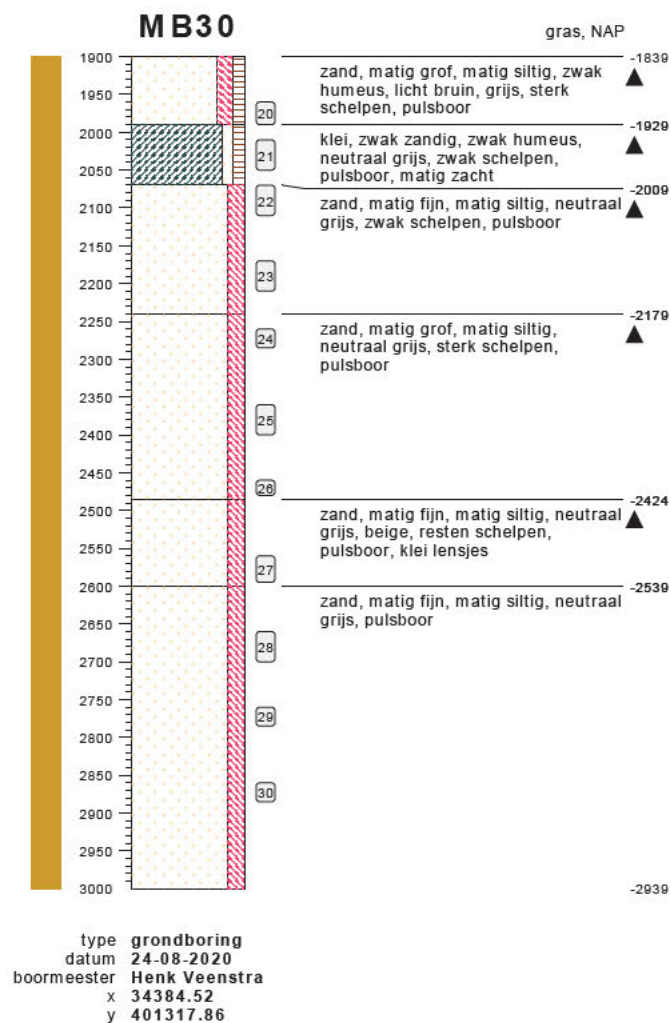 MB30
gras, NAP
1900
-1839
zand, matig grof, matig siltig, zwak
humeus, licht bruin, grijs, sterk
schelpen, pulsboor
1950
20
2000
-1929
klei, zwak zandig, zwak humeus,
neutraal grijs, zwak schelpen,
pulsboor, matig zacht
21
2050
-2009
zand, matig fijn, matig siltig, neutraal
grijs, zwak schelpen, pulsboor
22
2100
2150
23
2200
2250
-2179
zand, matig grof, matig siltig,
neutraal grijs, sterk schelpen,
pulsboor
24
2300
2350
25
2400
2450
26
-2424
2500
zand, matig fijn, matig siltig, neutraal
grijs, beige, resten schelpen,
pulsboor, klei lensjes
2550
27
2600
-2539
zand, matig fijn, matig siltig, neutraal
grijs, pulsboor
2650
28
2700
2750
29
2800
2850
30
2900
2950
3000
-2939
type grondboring
datum 24-08-2020
boormeester Henk Veenstra
x 34384.52
y 401317.86